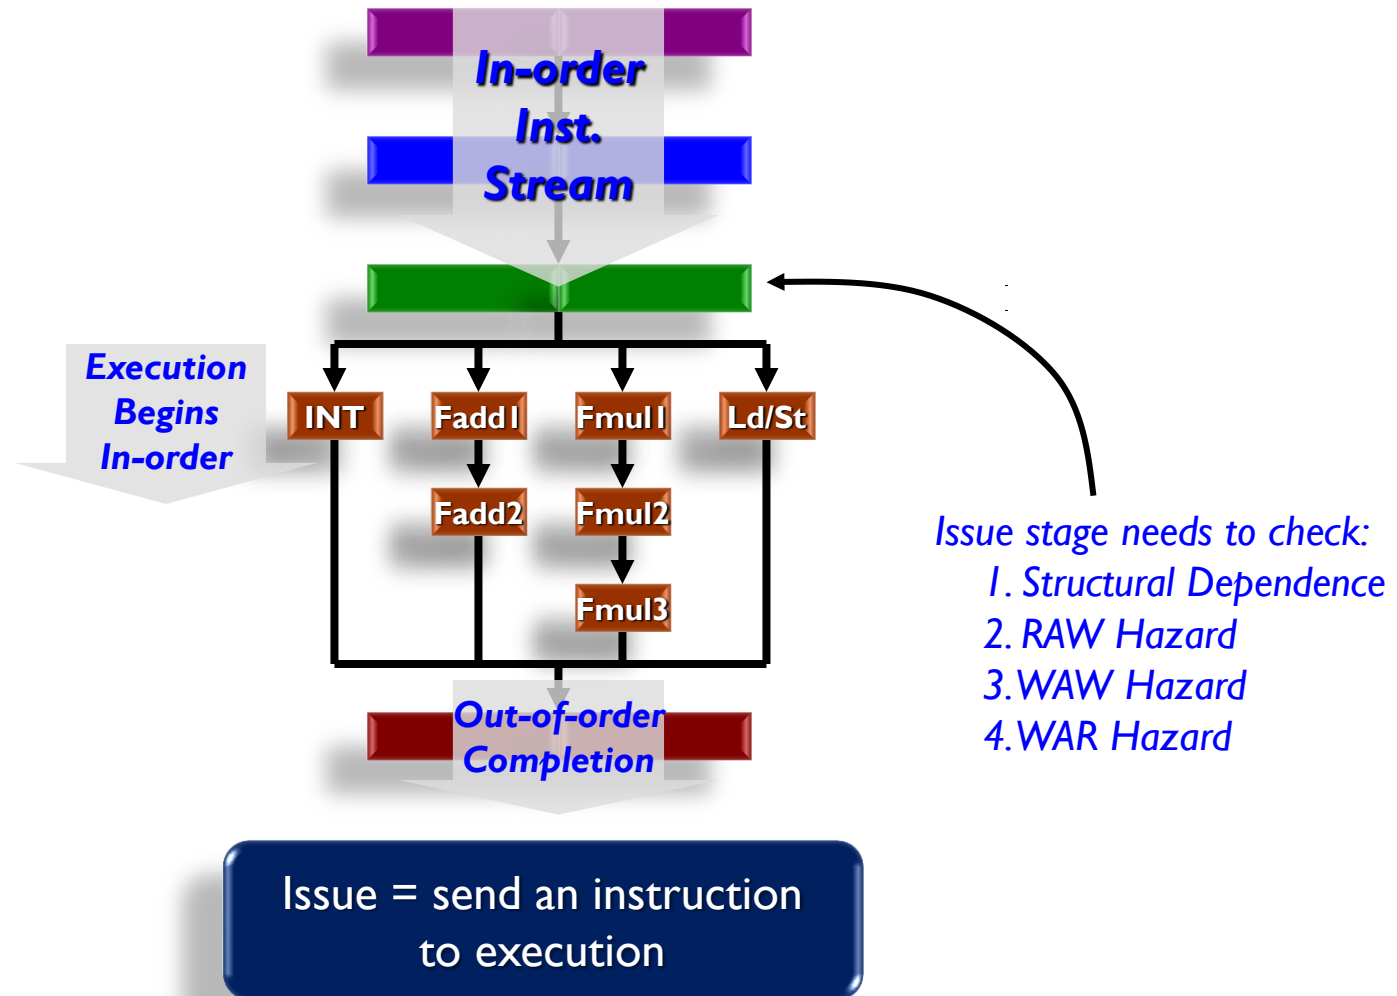 In-order
Inst.
Stream
Execution
Begins
In-order
INT
Fadd1
Fmul1
Ld/St
Fadd2
Fmul2
Fmul3
Issue stage needs to check:
1. Structural Dependence
2. RAW Hazard
3. WAW Hazard
4. WAR Hazard
Out-of-order
Completion
Issue = send an instruction
to execution